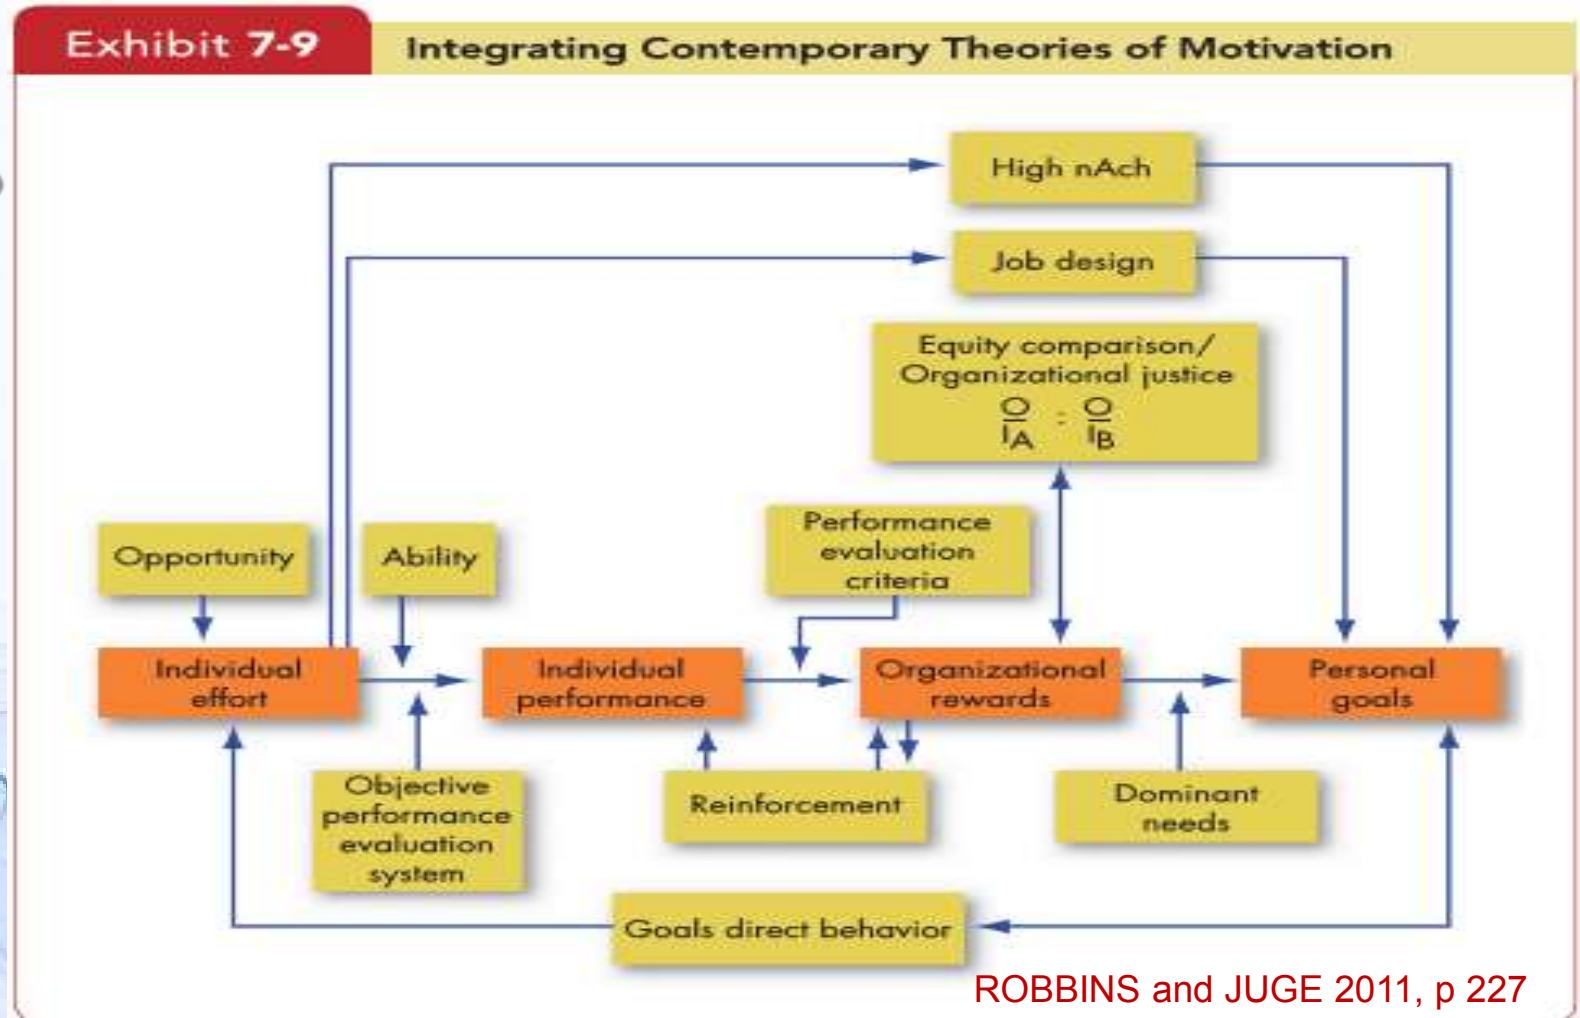 Exhibit 7-9
Integrating Contemporary Theories of Motivation
High nAch
Job design
Equity comparison/
Organizational justice
O O
IA : IB
Performance
evaluation
criteria
Opportunity
Ability
Individual
effort
Individual
performance
Organizational
rewards
Personal
goals
Objective
performance
evaluation
system
Reinforcement
Dominant
needs
Goals direct behavior
ROBBINS and JUGE 2011, p 227